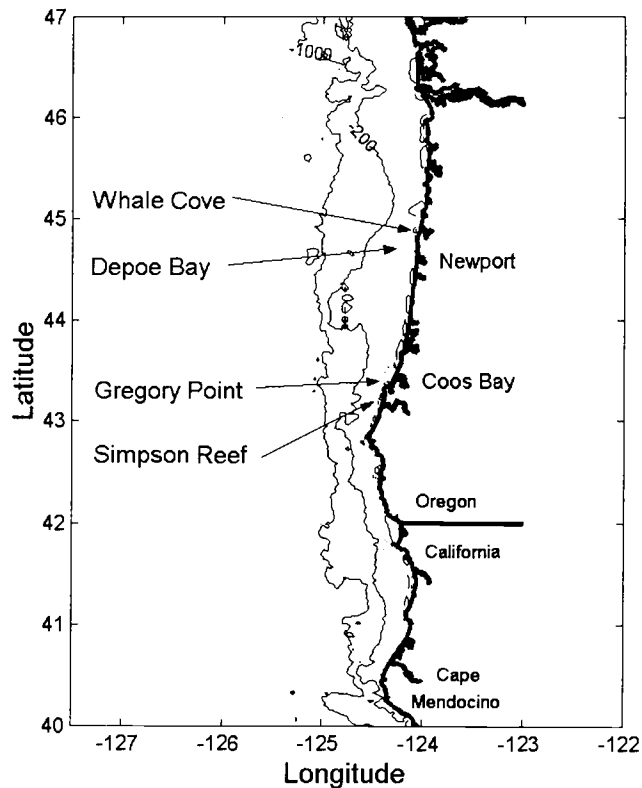 47
-1000
46
-200
Whale Cove
45
Depoe Bay
Newport
44
Latitude
Gregory Point
Coos Bay
43
Simpson Reef
Oregon
42
California
41
Cape
Mendocino
40
-127
-126
-125
-124
-123
-122
Longitude